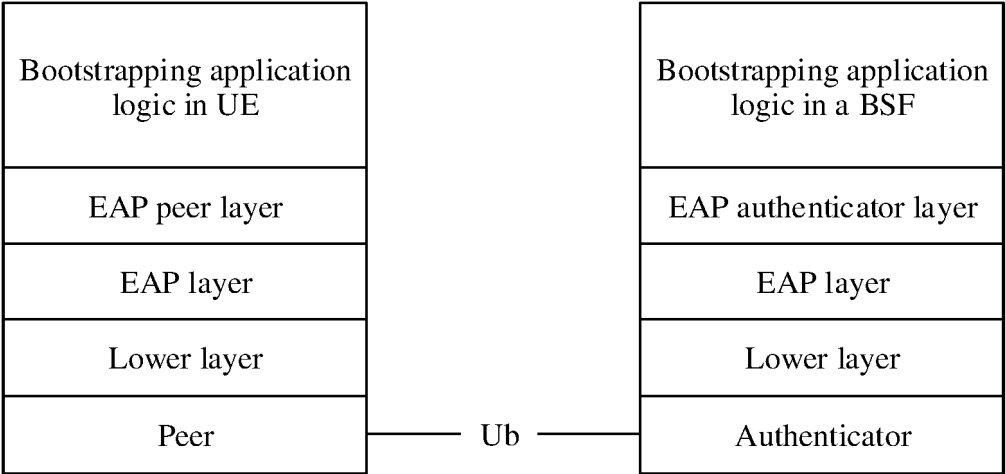 Bootstrapping application
logic in UE
EAP peer layer
EAP layer
Lower layer
Peer
Ub
Bootstrapping application
logic in a BSF
EAP authenticator layer
EAP layer
Lower layer
Authenticator